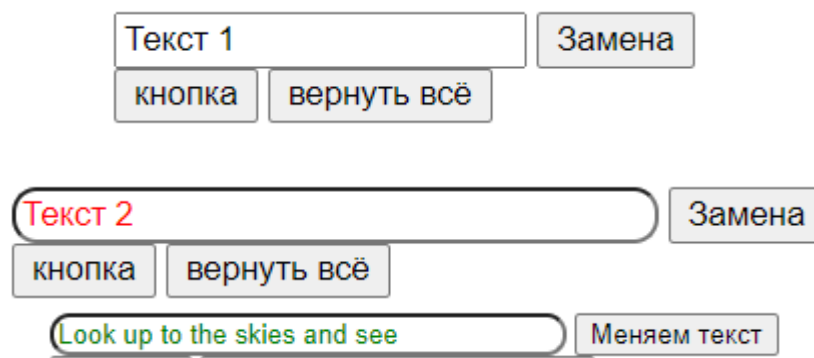 Текст 1 Замена
кнопка вернуть всё
Текст 2 Замена
кнопка вернуть всё
Look up to the skies and see Меняем текст